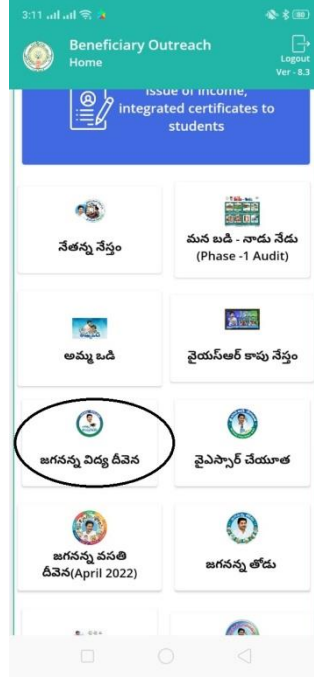 3:11
80
Beneficiary Outreach
Home
Logout
Ver - 8.3
issue of income,
integrated certificates to
students
నేతన్న నేస్తం
మన బడి - నాడు నేడు
(Phase -1 Audit)
అమ్మ ఒడి
వైయస్ఆర్ కాపు నేస్తం
జగనన్న విద్య దీవెన
వైఎస్సార్ చేయూత
జగనన్న వసతి
దీవెన(April 2022)
జగనన్న తోడు